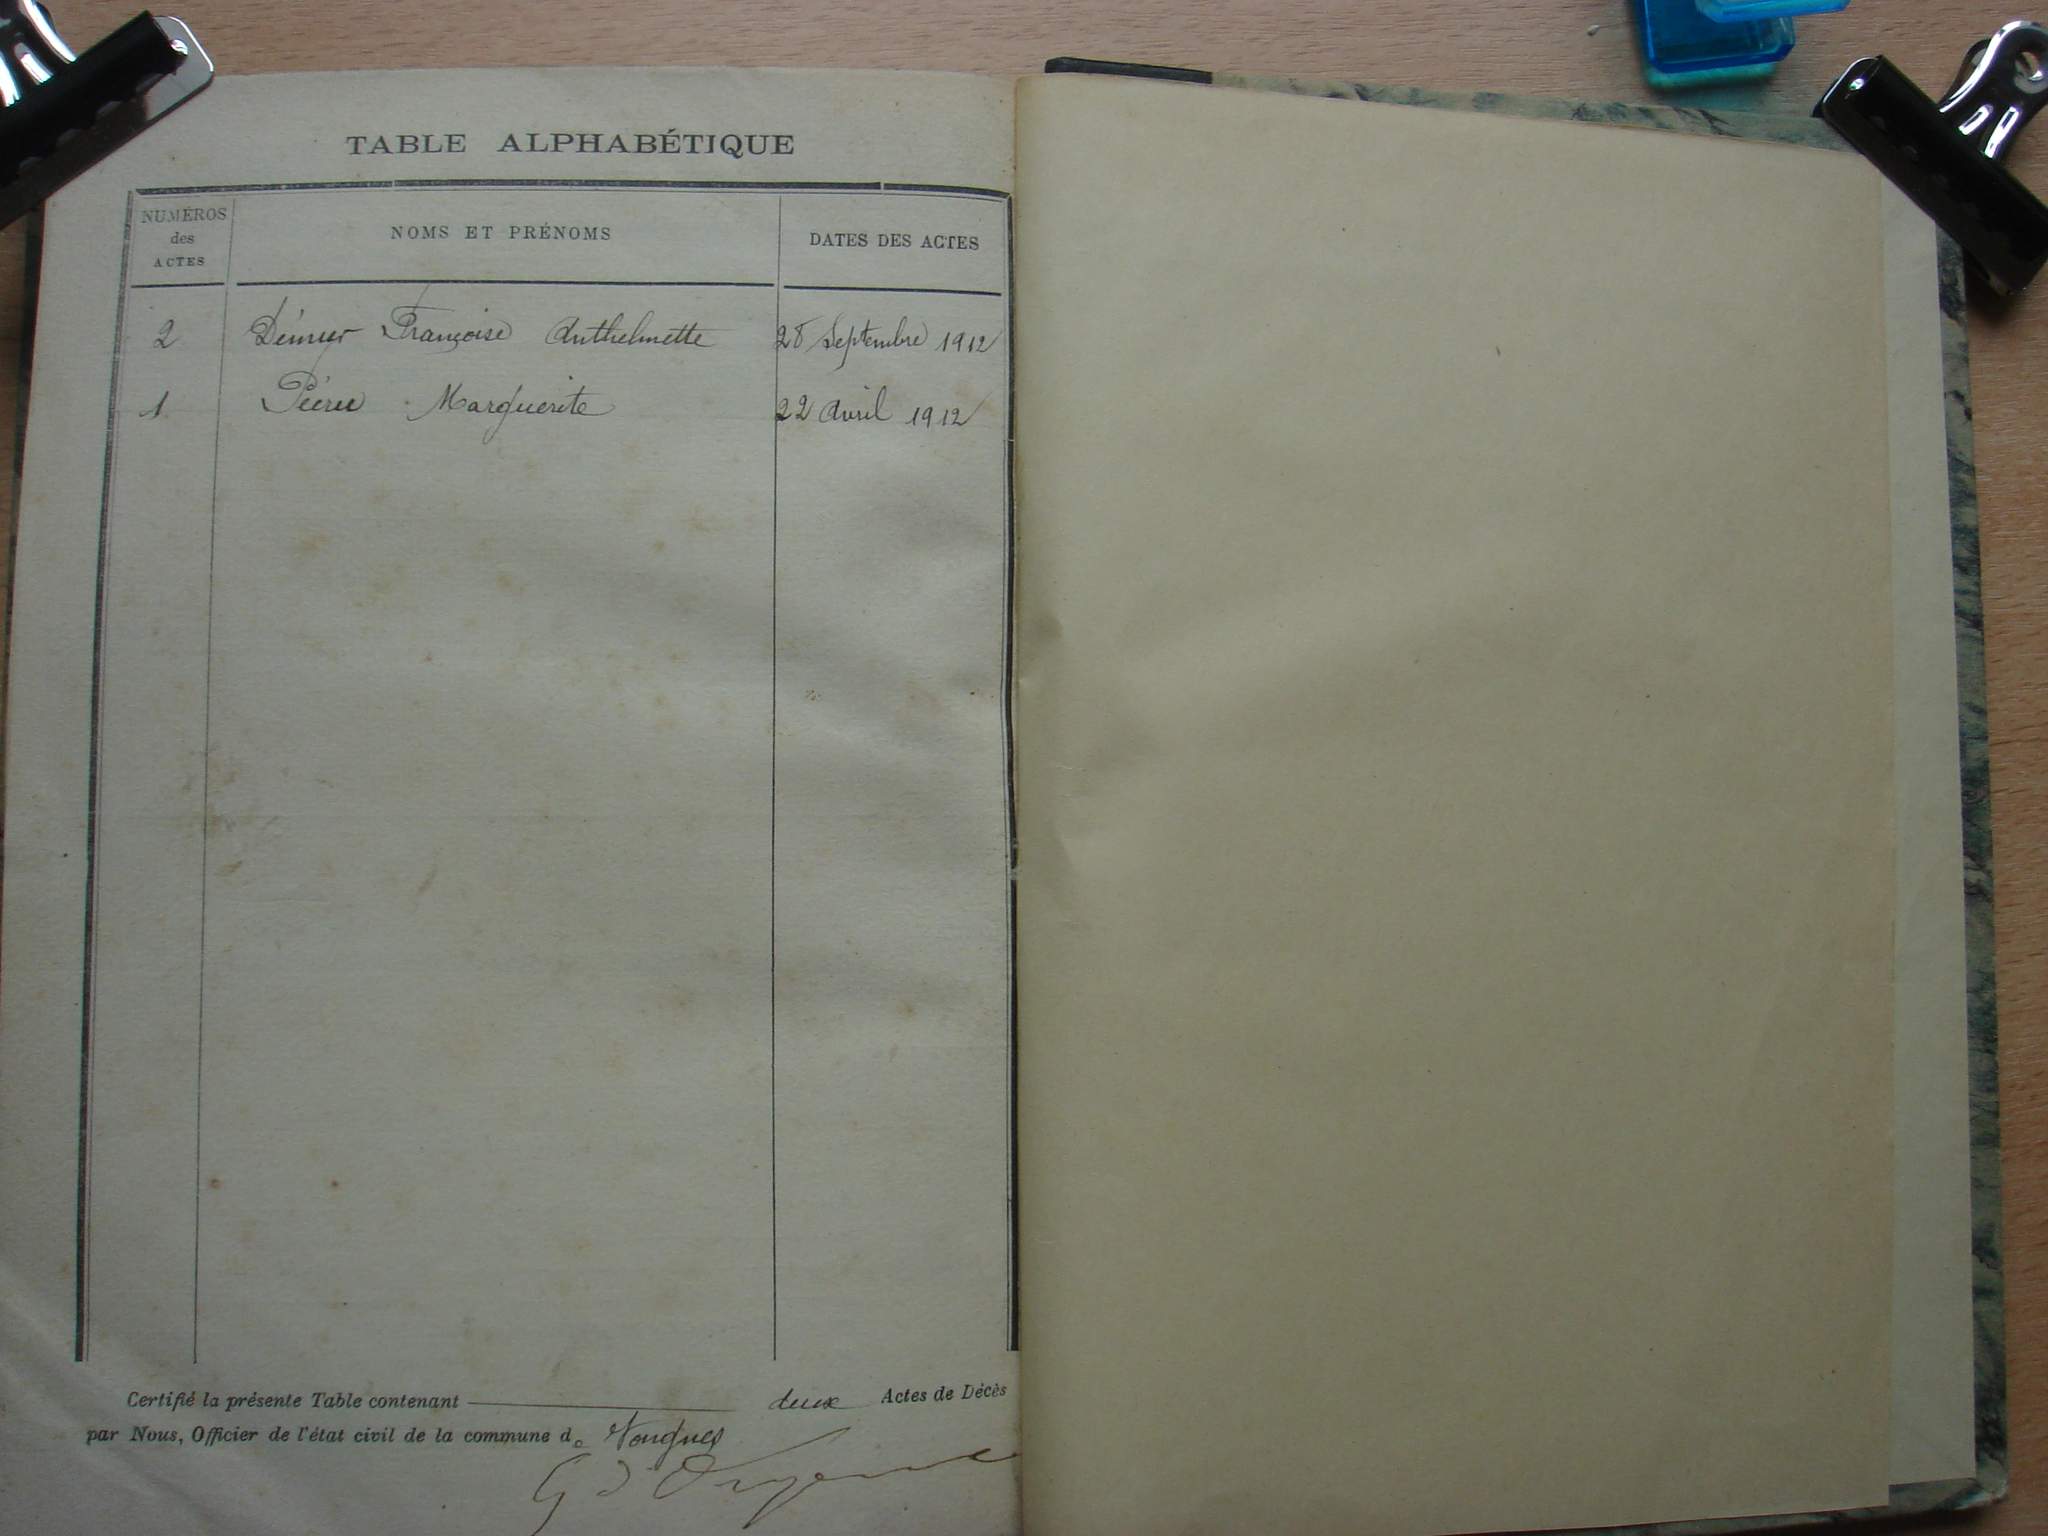 TABLE ALPHABÉTIQUE
NUMÉROS des ACTES
NOMS ET PRÉNOMS
DATES DES ACTES
2 Françoise Anthelmette 28 Septembre 1912
1 Marguerite 22 Avril 1912
Certifié la présente Table contenant deux Actes de Décès
par Nous, Officier de l'état civil de la commune de